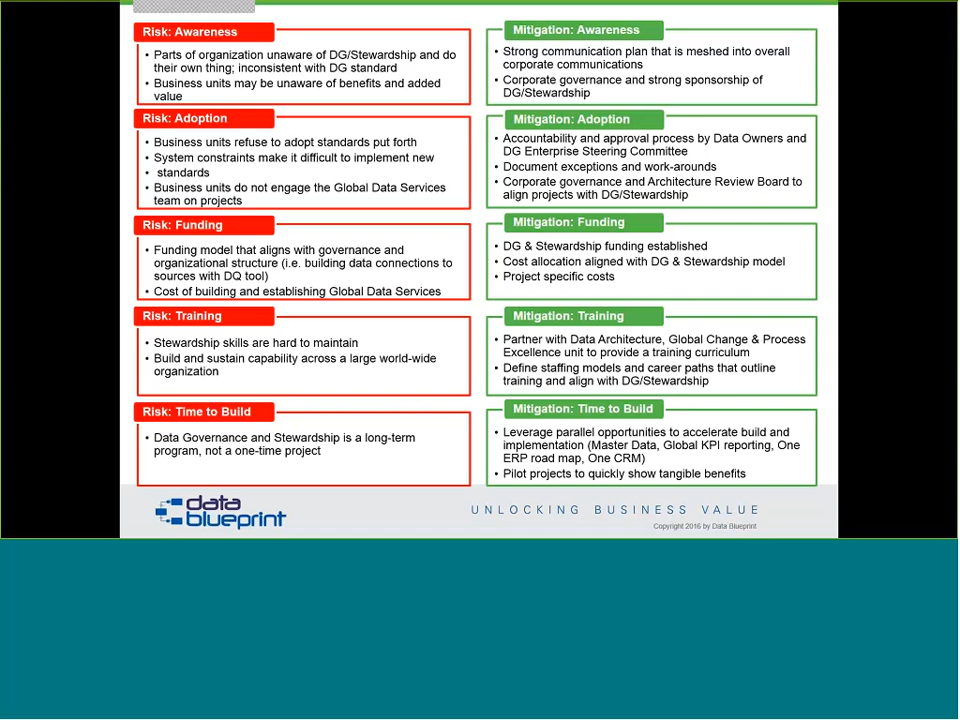 Risk: Awareness
• Parts of organization unaware of DG/Stewardship and do
their own thing; inconsistent with DG standard
• Business units may be unaware of benefits and added
value
Mitigation: Awareness
• Strong communication plan that is meshed into overall
corporate communications
• Corporate governance and strong sponsorship of
DG/Stewardship
Risk: Adoption
• Business units refuse to adopt standards put forth
• System constraints make it difficult to implement new
• standards
• Business units do not engage the Global Data Services
team on projects
Mitigation: Adoption
• Accountability and approval process by Data Owners and
DG Enterprise Steering Committee
• Document exceptions and work-arounds
• Corporate governance and Architecture Review Board to
align projects with DG/Stewardship
Risk: Funding
• Funding model that aligns with governance and
organizational structure (i.e. building data connections to
sources with DQ tool)
• Cost of building and establishing Global Data Services
Mitigation: Funding
• DG & Stewardship funding established
• Cost allocation aligned with DG & Stewardship model
• Project specific costs
Risk: Training
• Stewardship skills are hard to maintain
• Build and sustain capability across a large world-wide
organization
Mitigation: Training
• Partner with Data Architecture, Global Change & Process
Excellence unit to provide a training curriculum
• Define staffing models and career paths that outline
training and align with DG/Stewardship
Risk: Time to Build
• Data Governance and Stewardship is a long-term
program, not a one-time project
Mitigation: Time to Build
• Leverage parallel opportunities to accelerate build and
implementation (Master Data, Global KPI reporting, One
ERP road map, One CRM)
• Pilot projects to quickly show tangible benefits
data
blueprint
UNLOCKING BUSINESS VALUE
Copyright 2016 by Data Blueprint